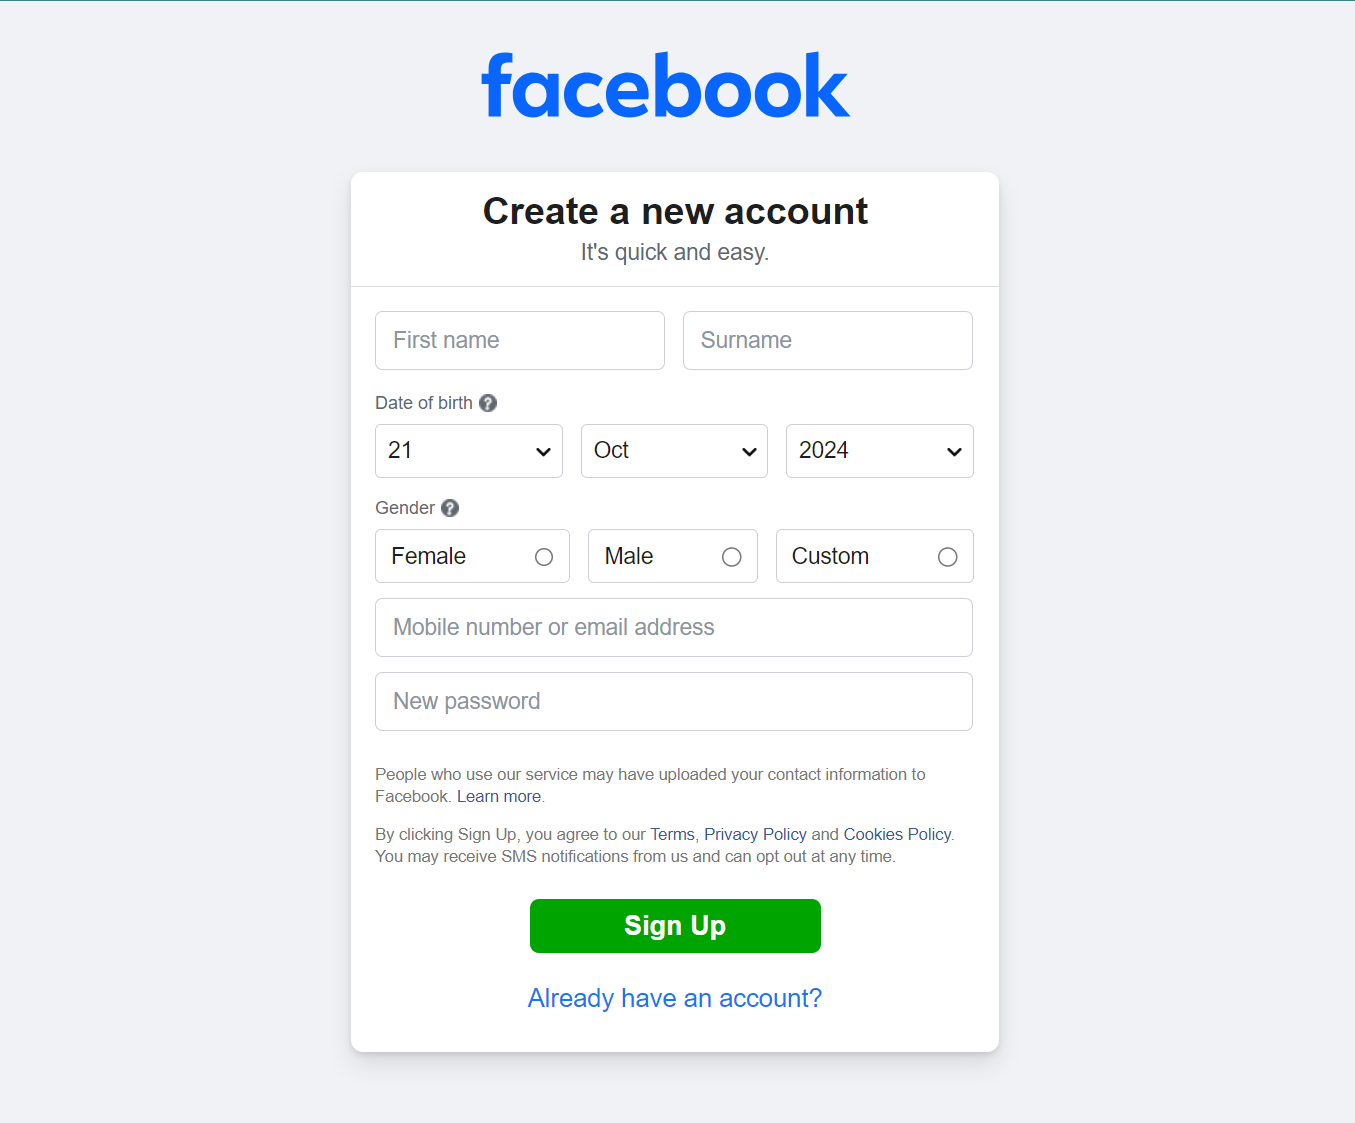 facebook
Create a new account
It's quick and easy.
First name Surname
Date of birth ?
21 Oct 2024
Gender ?
Female Male Custom
Mobile number or email address
New password
People who use our service may have uploaded your contact information to
Facebook. Learn more.
By clicking Sign Up, you agree to our Terms, Privacy Policy and Cookies Policy.
You may receive SMS notifications from us and can opt out at any time.
Sign Up
Already have an account?